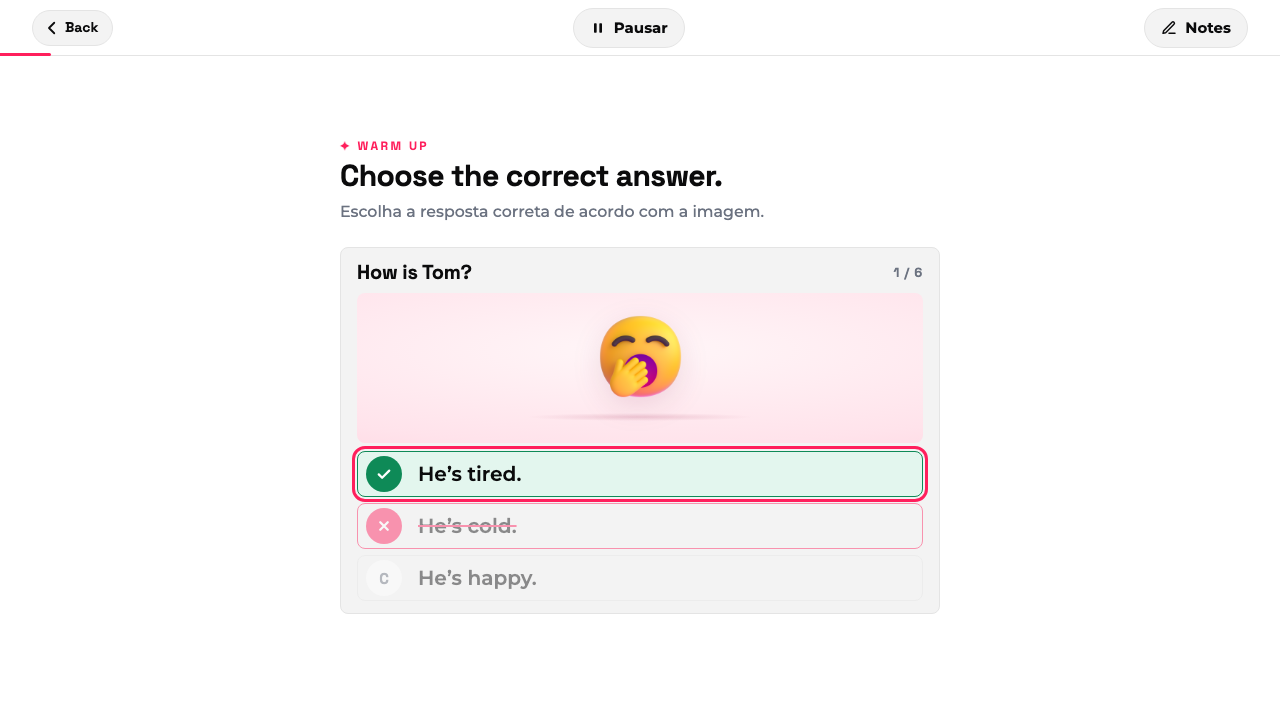 Back
Pausar
Notes
WARM UP
Choose the correct answer.
Escolha a resposta correta de acordo com a imagem.
How is Tom?
1 / 6
He's tired.
He's cold.
C
He's happy.